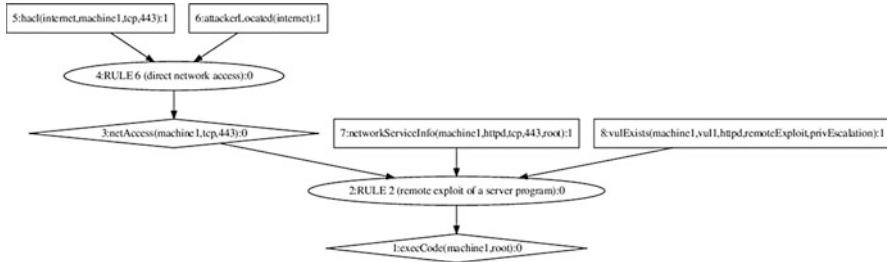 5:hacl(internet,machine1,tcp,443):1
6:attackerLocated(internet):1
4:RULE 6 (direct network access):0
3:netAccess(machine1,tcp,443):0
7:networkServiceInfo(machine1,httpd,tcp,443,root):1
8:vulExists(machine1,vul1,httpd,remoteExploit,privEscalation):1
2:RULE 2 (remote exploit of a server program):0
1:execCode(machine1,root):0